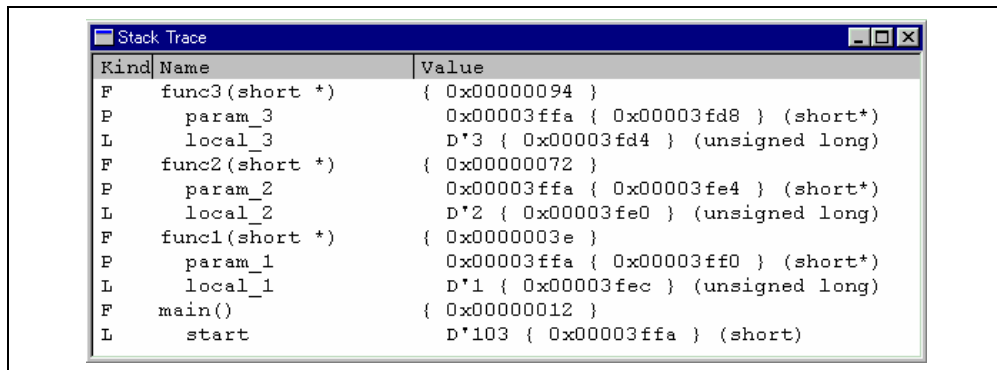 Stack Trace
Kind Name Value
F func3(short *) { 0x00000094 }
P param_3 0x00003ffa { 0x00003fd8 } (short*)
L local_3 D'3 { 0x00003fd4 } (unsigned long)
F func2(short *) { 0x00000072 }
P param_2 0x00003ffa { 0x00003fe4 } (short*)
L local_2 D'2 { 0x00003fe0 } (unsigned long)
F func1(short *) { 0x0000003e }
P param_1 0x00003ffa { 0x00003ff0 } (short*)
L local_1 D'1 { 0x00003fec } (unsigned long)
F main() { 0x00000012 }
L start D'103 { 0x00003ffa } (short)